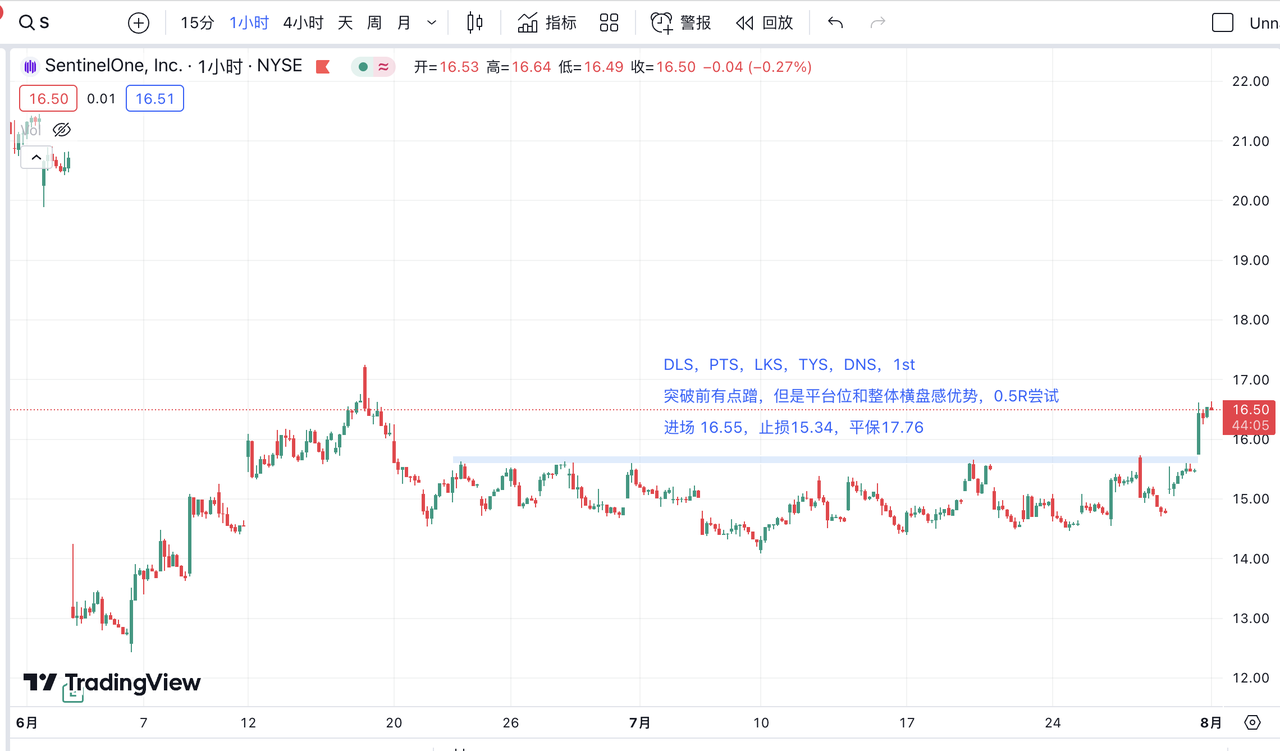 S 15分 1小时 4小时 天 周 月 指标 警报 回放 Unn
SentinelOne, Inc. · 1小时 · NYSE 开=16.53 高=16.64 低=16.49 收=16.50 −0.04 (−0.27%)
16.50 0.01 16.51
Vol
22.00
21.00
20.00
19.00
18.00
DLS，PTS，LKS，TYS，DNS，1st
17.00
突破前有点蹭，但是平台位和整体横盘感优势，0.5R尝试
16.50
进场 16.55，止损15.34，平保17.76
44:05
16.00
15.00
14.00
13.00
12.00
TradingView
E
6月 7 12 20 26 7月 10 17 24 8月